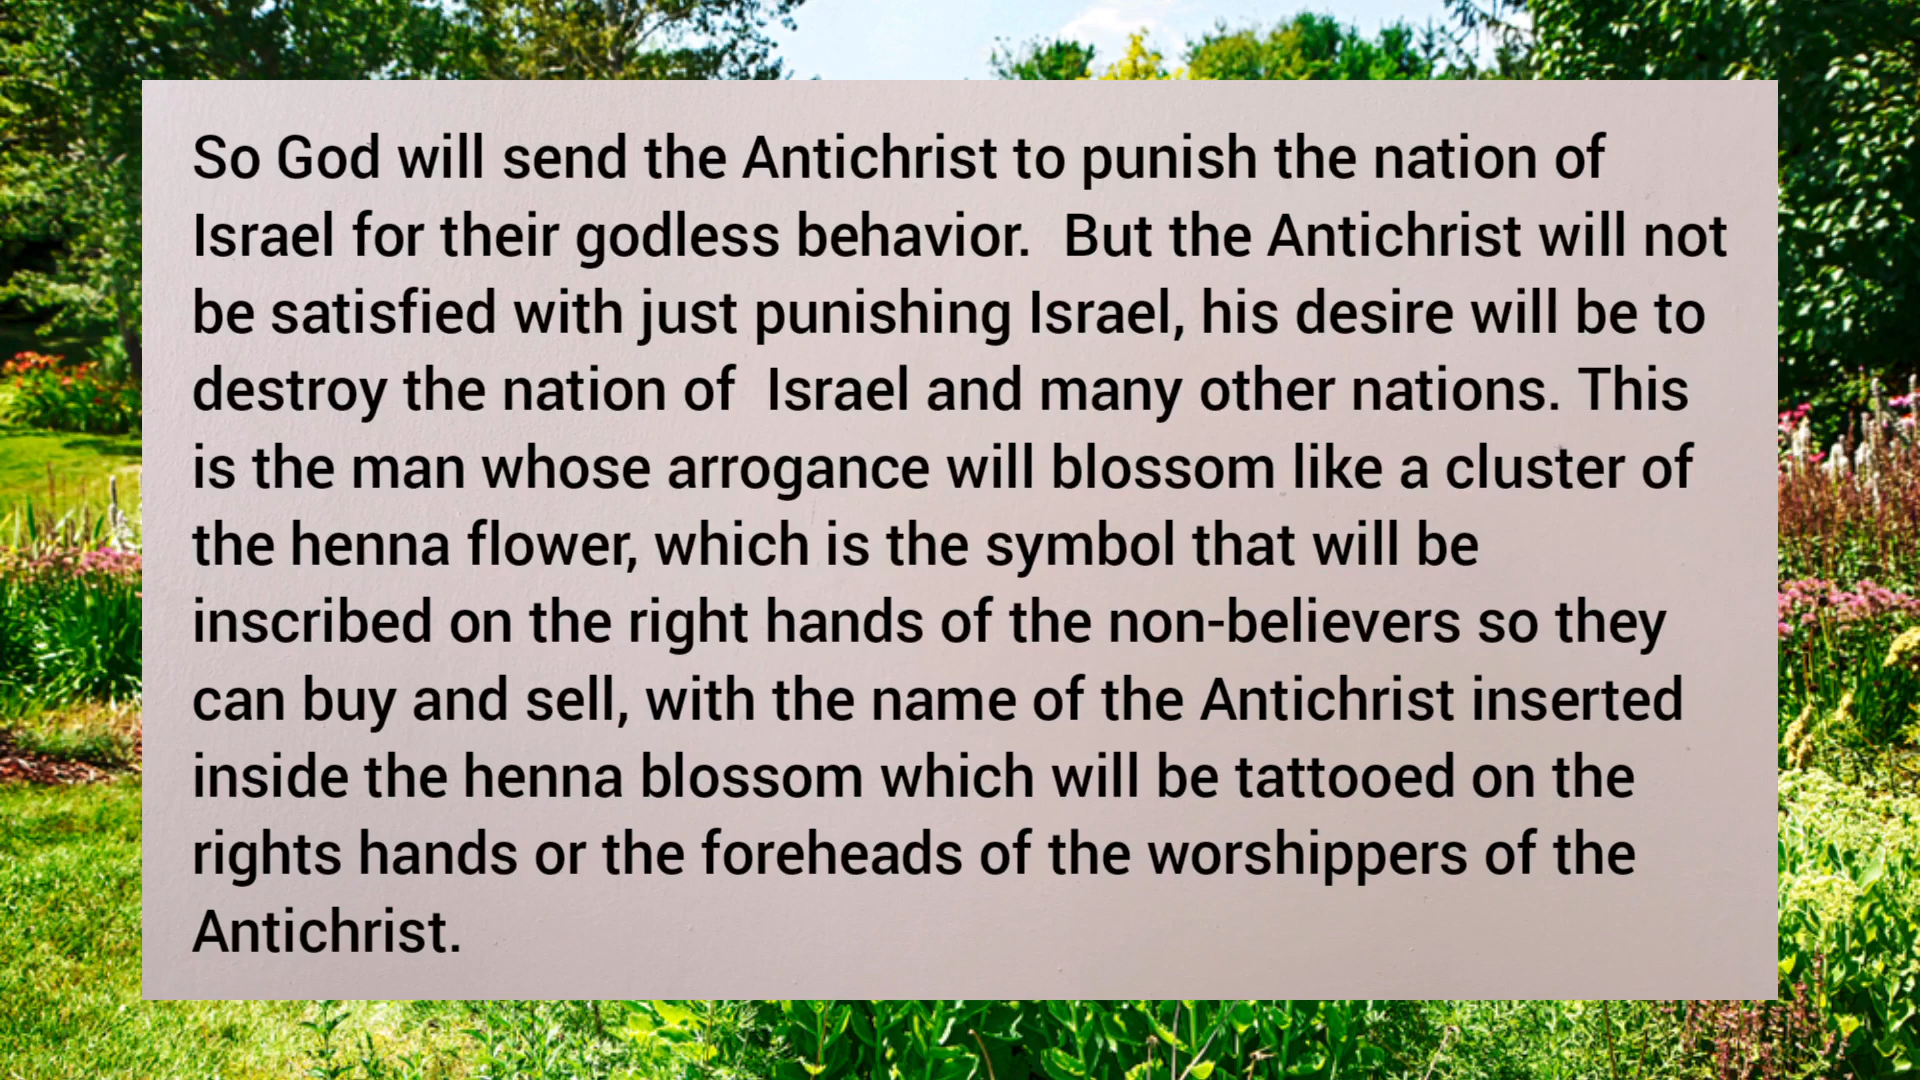 So God will send the Antichrist to punish the nation of
Israel for their godless behavior.  But the Antichrist will not
be satisfied with just punishing Israel, his desire will be to
destroy the nation of  Israel and many other nations. This
is the man whose arrogance will blossom like a cluster of
the henna flower, which is the symbol that will be
inscribed on the right hands of the non-believers so they
can buy and sell, with the name of the Antichrist inserted
inside the henna blossom which will be tattooed on the
rights hands or the foreheads of the worshippers of the
Antichrist.